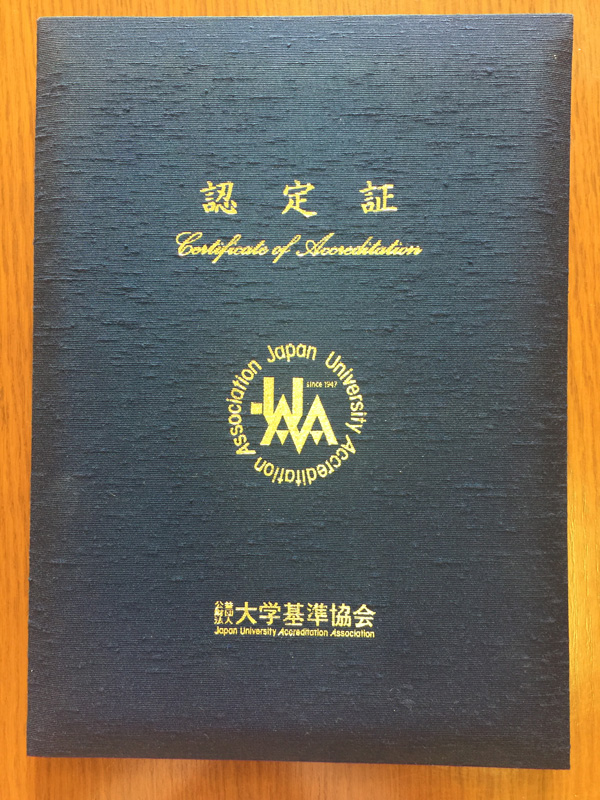 認定証
Certificate of Accreditation
Japan University Accreditation Association
since 1947
JUAA
公益財団法人 大学基準協会
Japan University Accreditation Association